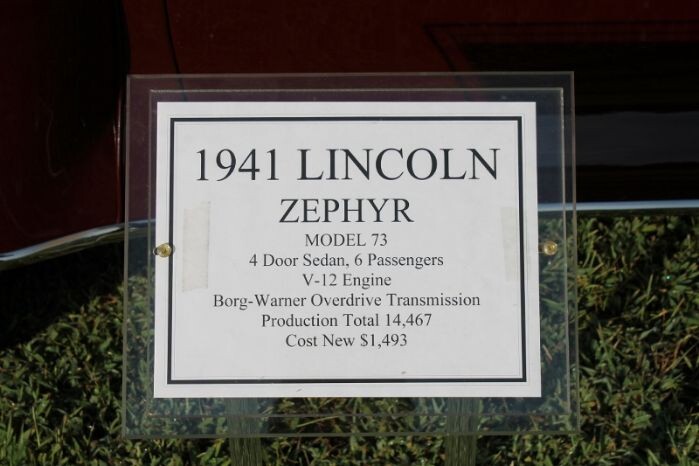 1941 LINCOLN
ZEPHYR
MODEL 73
4 Door Sedan, 6 Passengers
V-12 Engine
Borg-Warner Overdrive Transmission
Production Total 14,467
Cost New $1,493